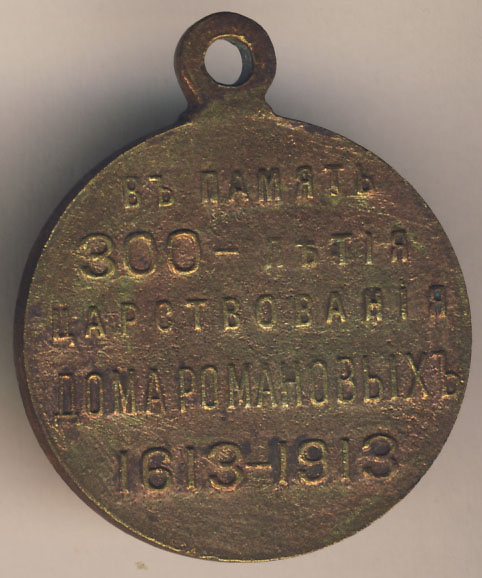 ВЪ ПАМЯТЬ
300-ЛѢТІЯ
ЦАРСТВОВАНІЯ
ДОМА РОМАНОВЫХЪ
1613-1913